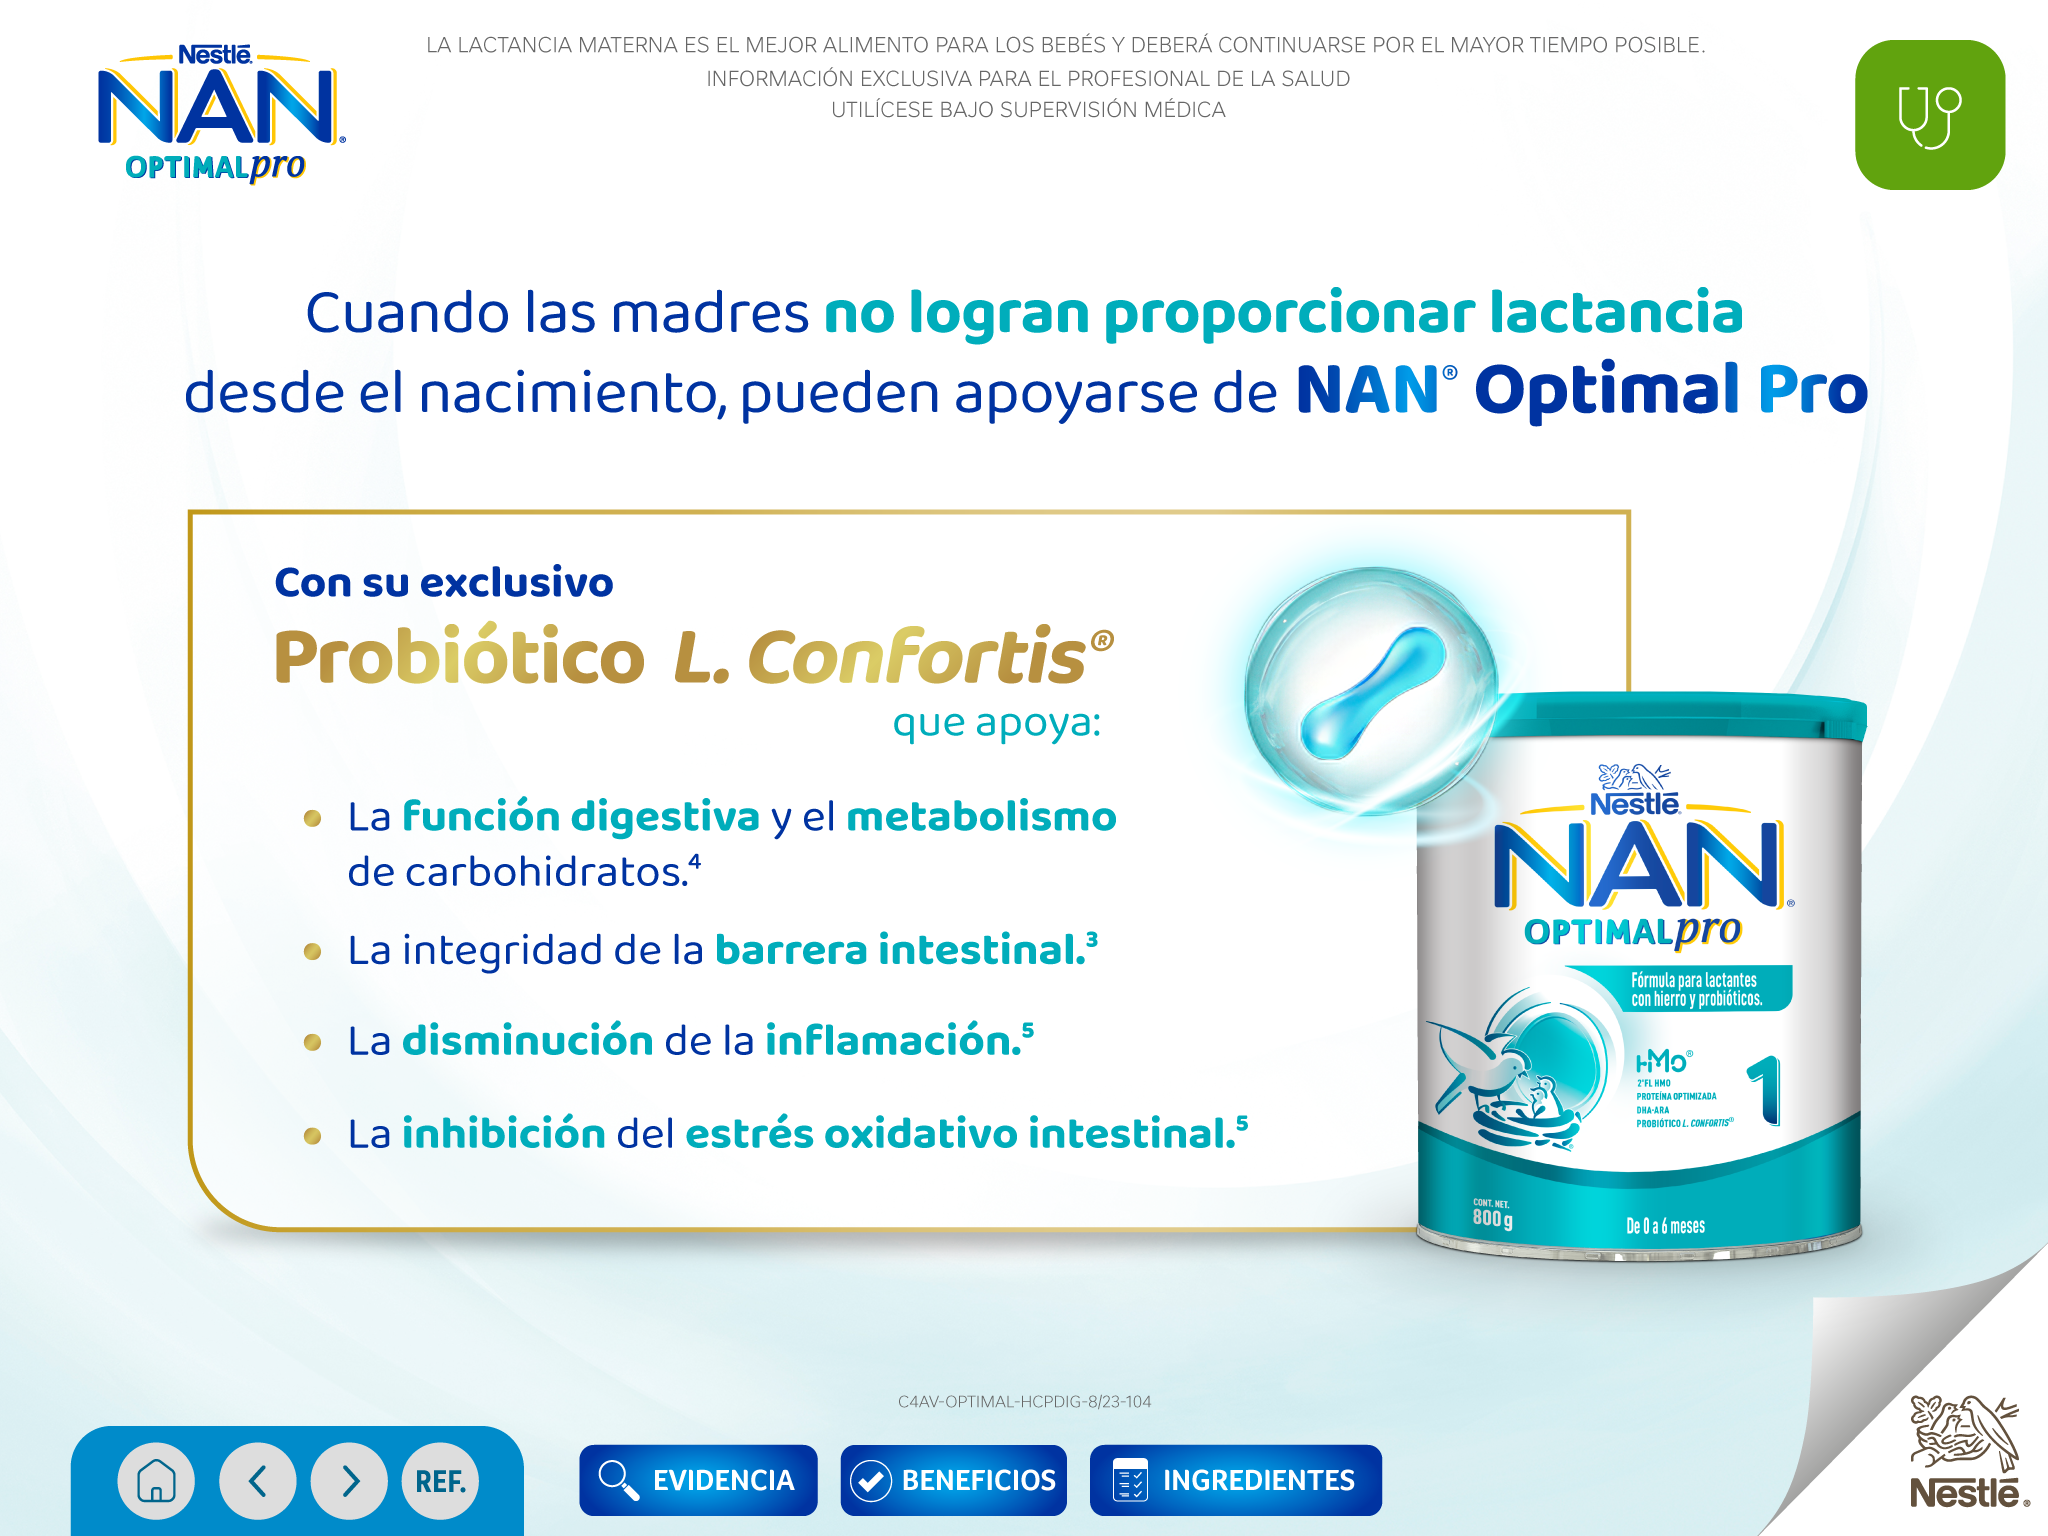 Nestlé
NAN®
OPTIMALpro
LA LACTANCIA MATERNA ES EL MEJOR ALIMENTO PARA LOS BEBÉS Y DEBERÁ CONTINUARSE POR EL MAYOR TIEMPO POSIBLE.
INFORMACIÓN EXCLUSIVA PARA EL PROFESIONAL DE LA SALUD
UTILÍCESE BAJO SUPERVISIÓN MÉDICA
Cuando las madres no logran proporcionar lactancia
desde el nacimiento, pueden apoyarse de NAN® Optimal Pro
Con su exclusivo
Probiótico L. Confortis®
que apoya:
• La función digestiva y el metabolismo
de carbohidratos.⁴
• La integridad de la barrera intestinal.³
• La disminución de la inflamación.⁵
• La inhibición del estrés oxidativo intestinal.⁵
Nestlé
NAN®
OPTIMALpro
Fórmula para lactantes
con hierro y probióticos.
HMO®
2'FL HMO
PROTEÍNA OPTIMIZADA
DHA-ARA
PROBIÓTICO L. CONFORTIS®
1
CONT. NET.
800 g
De 0 a 6 meses
C4AV-OPTIMAL-HCPDIG-8/23-104
REF.
EVIDENCIA
BENEFICIOS
INGREDIENTES
Nestlé®